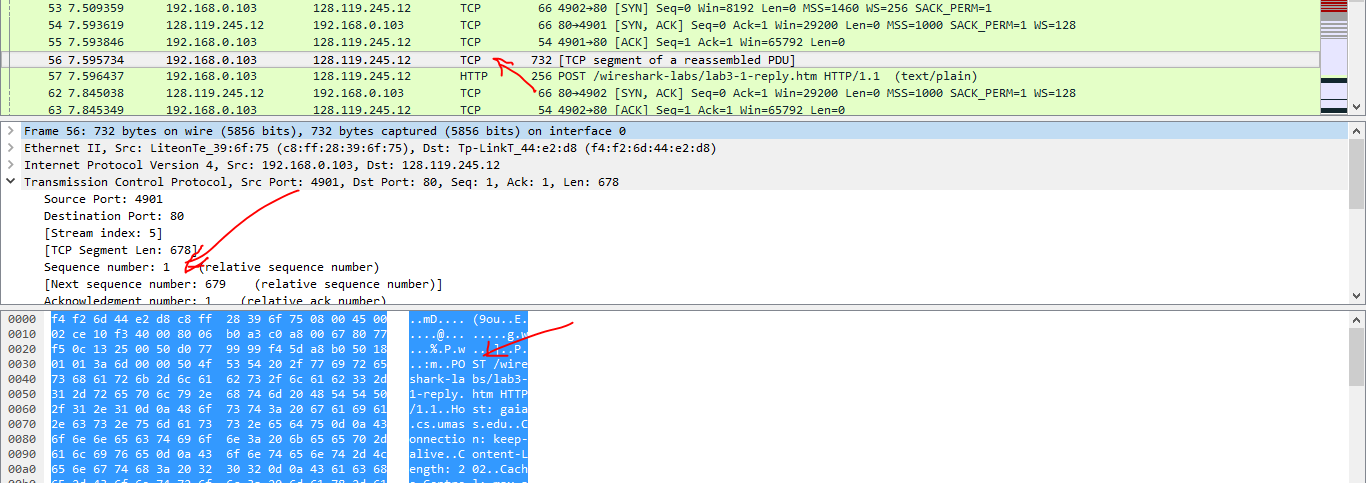 53 7.509359 192.168.0.103 128.119.245.12 TCP 66 4902→80 [SYN] Seq=0 Win=8192 Len=0 MSS=1460 WS=256 SACK_PERM=1
54 7.593619 192.168.0.103 128.119.245.12 TCP 66 80→4901 [SYN, ACK] Seq=0 Ack=1 Win=29200 Len=0 MSS=1000 SACK_PERM=1 WS=128
55 7.593846 192.168.0.103 128.119.245.12 TCP 54 4901→80 [ACK] Seq=1 Ack=1 Win=65792 Len=0
56 7.595734 192.168.0.103 128.119.245.12 TCP 732 [TCP segment of a reassembled PDU]
57 7.596437 192.168.0.103 128.119.245.12 HTTP 256 POST /wireshark-labs/lab3-1-reply.htm HTTP/1.1 (text/plain)
62 7.845038 192.168.0.103 128.119.245.12 TCP 66 80→4902 [SYN, ACK] Seq=0 Ack=1 Win=29200 Len=0 MSS=1000 SACK_PERM=1 WS=128
63 7.845349 192.168.0.103 128.119.245.12 TCP 54 4902→80 [ACK] Seq=1 Ack=1 Win=65792 Len=0
Frame 56: 732 bytes on wire (5856 bits), 732 bytes captured (5856 bits) on interface 0
Ethernet II, Src: LiteonTe_39:6f:75 (c8:ff:28:39:6f:75), Dst: Tp-LinkT_44:e2:d8 (f4:f2:6d:44:e2:d8)
Internet Protocol Version 4, Src: 192.168.0.103, Dst: 128.119.245.12
Transmission Control Protocol, Src Port: 4901, Dst Port: 80, Seq: 1, Ack: 1, Len: 678
Source Port: 4901
Destination Port: 80
[Stream index: 5]
[TCP Segment Len: 678]
Sequence number: 1 (relative sequence number)
[Next sequence number: 679 (relative sequence number)]
Acknowledgment number: 1 (relative ack number)
0000 f4 f2 6d 44 e2 d8 c8 ff 28 39 6f 75 08 00 45 00 ..mD.... (9ou..E.
0010 02 ce 10 f3 40 00 80 06 b0 a3 c0 a8 00 67 80 77 ....@... .....g.w
0020 f5 0c 13 25 00 50 d0 77 99 99 f4 5d a8 b0 50 18 ...%.P.w ...]..P.
0030 01 01 3a 6d 00 00 50 4f 53 54 20 2f 77 69 72 65 ..:m..PO ST /wire
0040 73 68 61 72 6b 2d 6c 61 62 73 2f 6c 61 62 33 2d shark-la bs/lab3-
0050 31 2d 72 65 70 6c 79 2e 68 74 6d 20 48 54 54 50 1-reply. htm HTTP
0060 2f 31 2e 31 0d 0a 48 6f 73 74 3a 20 67 61 69 61 /1.1..Ho st: gaia
0070 2e 63 73 2e 75 6d 61 73 73 2e 65 64 75 0d 0a 43 .cs.umas s.edu..C
0080 6f 6e 6e 65 63 74 69 6f 6e 3a 20 6b 65 65 70 2d onnectio n: keep-
0090 61 6c 69 76 65 0d 0a 43 6f 6e 74 65 6e 74 2d 4c alive..C ontent-L
00a0 65 6e 67 74 68 3a 20 32 30 32 0d 0a 43 61 63 68 ength: 2 02..Cach